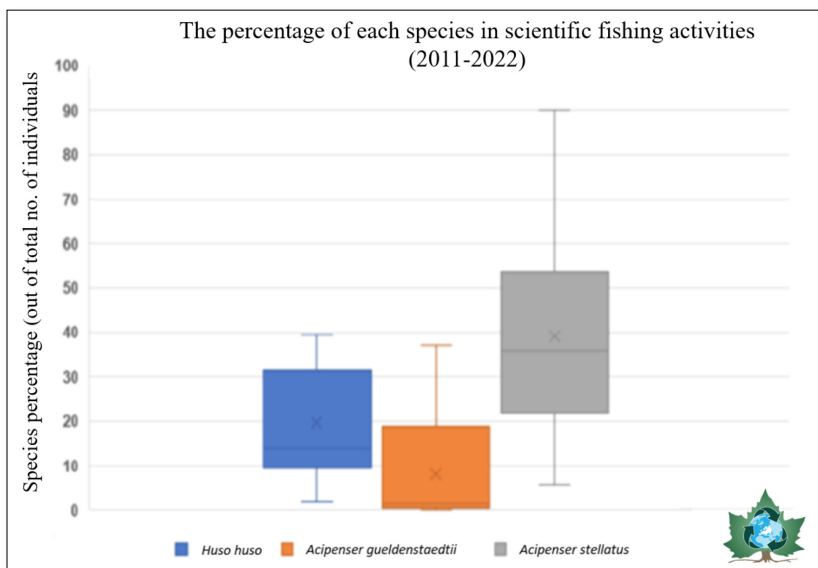 The percentage of each species in scientific fishing activities
(2011-2022)
Species percentage (out of total no. of individuals
100
90
80
70
60
50
40
30
20
10
0
Huso huso
Acipenser gueldenstaedtii
Acipenser stellatus